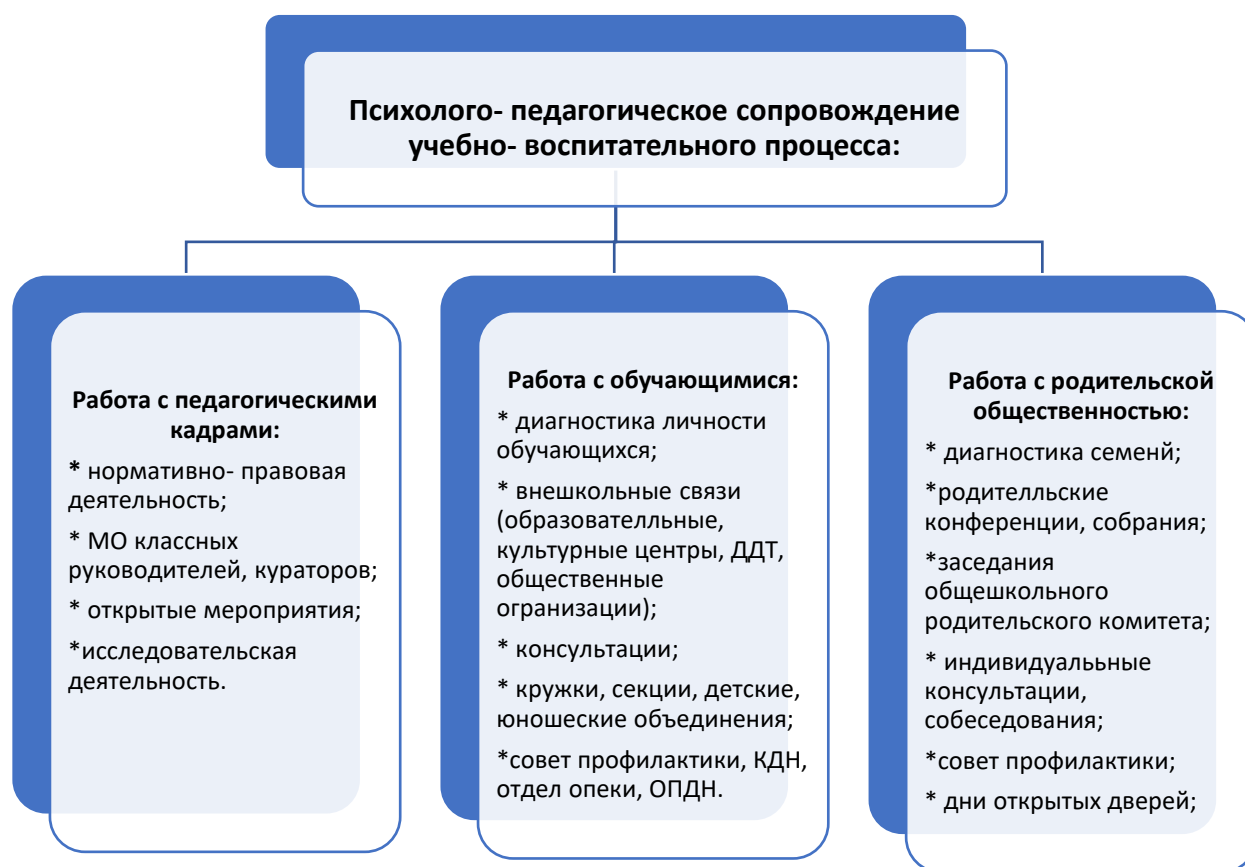 Психолого- педагогическое сопровождение
учебно- воспитательного процесса:
Работа с педагогическими
кадрами:
* нормативно- правовая
деятельность;
* МО классных
руководителей, кураторов;
* открытые мероприятия;
*исследовательская
деятельность.
Работа с обучающимися:
* диагностика личности
обучающихся;
* внешкольные связи
(образователльные,
культурные центры, ДДТ,
общественные
огранизации);
* консультации;
* кружки, секции, детские,
юношеские объединения;
*совет профилактики, КДН,
отдел опеки, ОПДН.
Работа с родительской
общественностью:
* диагностика семенй;
*родителльские
конференции, собрания;
*заседания
общешкольного
родительского комитета;
* индивидуальньные
консультации,
собеседования;
*совет профилактики;
* дни открытых дверей;